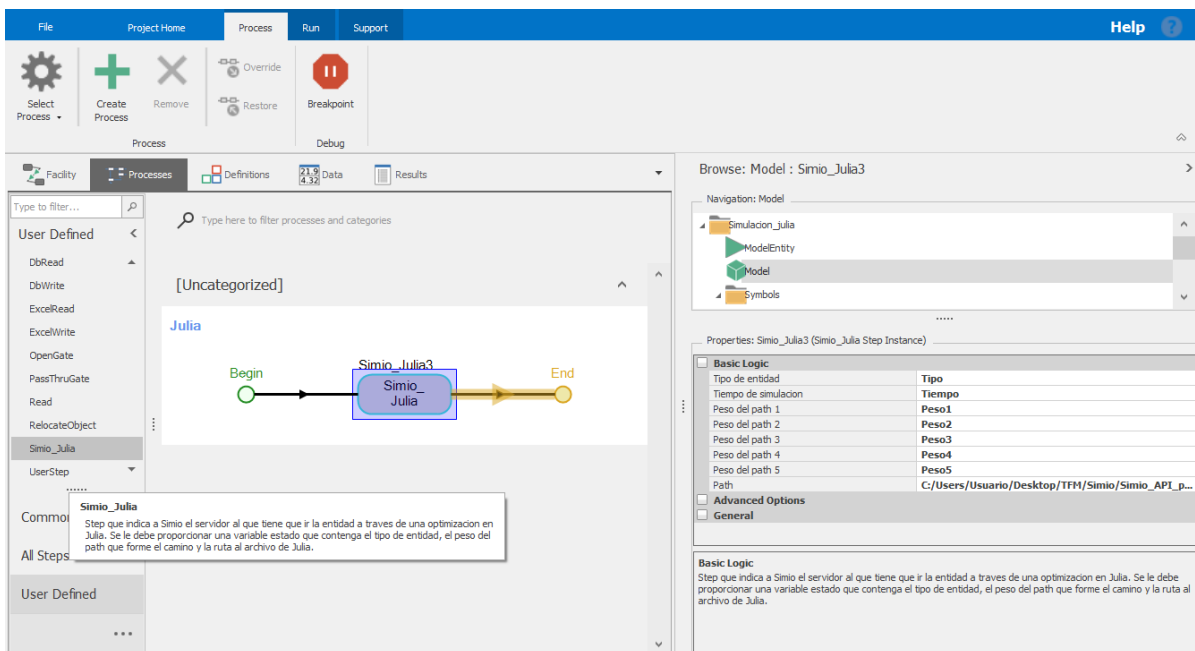 File Project Home Process Run Support Help
Select Process
Create Process
Remove
Override
Restore
Breakpoint
Process
Debug
Facility Processes Definitions Data Results
21.9
4.32
Type to filter...
User Defined
DbRead
DbWrite
ExcelRead
ExcelWrite
OpenGate
PassThruGate
Read
RelocateObject
Simio_Julia
UserStep
Commo
All Steps
User Defined
Type here to filter processes and categories
[Uncategorized]
Julia
Begin
Simio_Julia3
Simio_
Julia
End
Simio_Julia
Step que indica a Simio el servidor al que tiene que ir la entidad a traves de una optimizacion en
Julia. Se le debe proporcionar una variable estado que contenga el tipo de entidad, el peso del
path que forme el camino y la ruta al archivo de Julia.
Browse: Model : Simio_Julia3
Navigation: Model
Simulacion_julia
ModelEntity
Model
Symbols
Properties: Simio_Julia3 (Simio_Julia Step Instance)
Basic Logic
Tipo de entidad Tipo
Tiempo de simulacion Tiempo
Peso del path 1 Peso1
Peso del path 2 Peso2
Peso del path 3 Peso3
Peso del path 4 Peso4
Peso del path 5 Peso5
Path C:/Users/Usuario/Desktop/TFM/Simio/Simio_API_p...
Advanced Options
General
Basic Logic
Step que indica a Simio el servidor al que tiene que ir la entidad a traves de una optimizacion en Julia. Se le debe
proporcionar una variable estado que contenga el tipo de entidad, el peso del path que forme el camino y la ruta al
archivo de Julia.